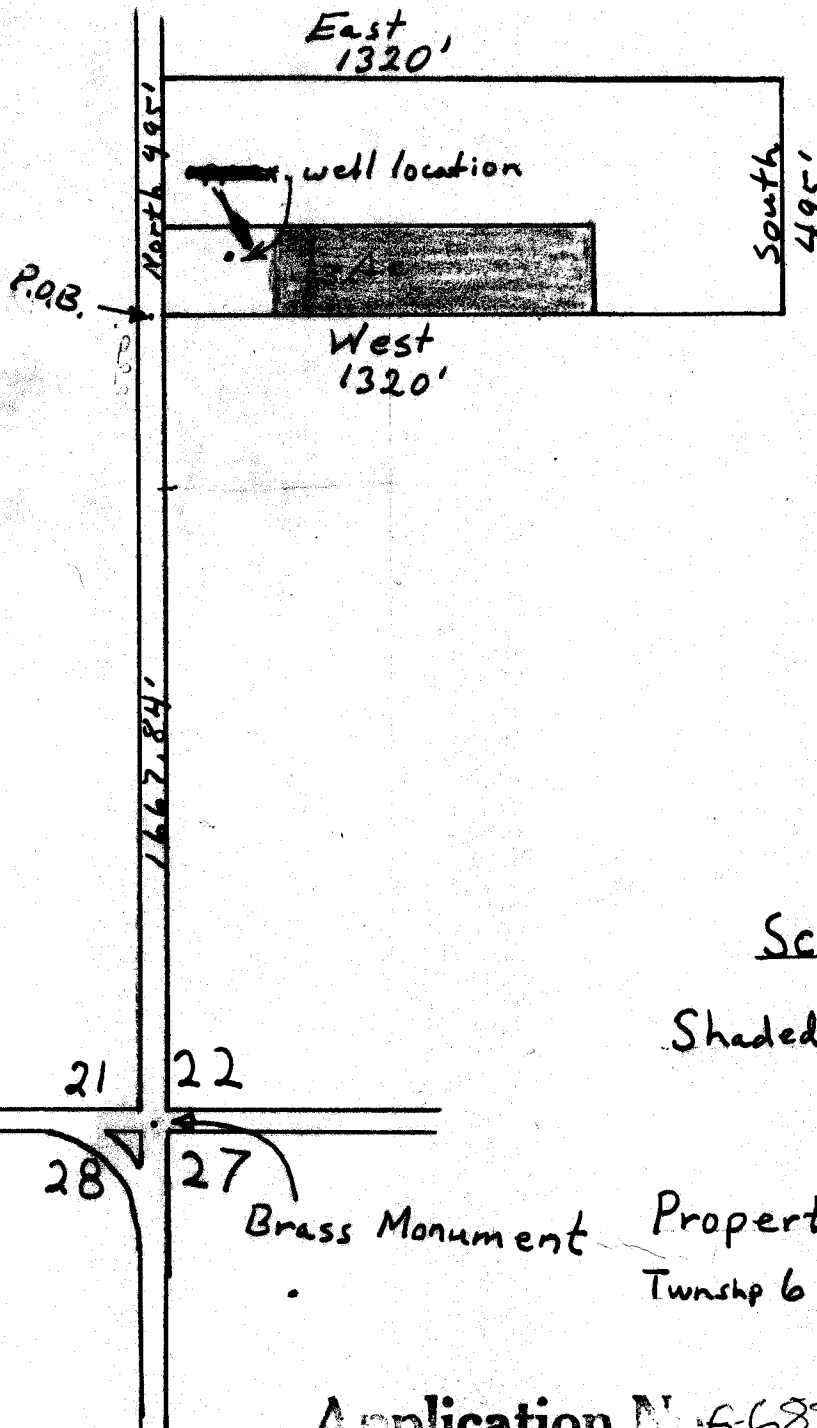 East
1320'
North 495'
well location
South
495'
P.O.B.
West
1320'
1667.84'
Sc
Shaded
21 22
28 27
Brass Monument
Propert
Twnshp 6
Application